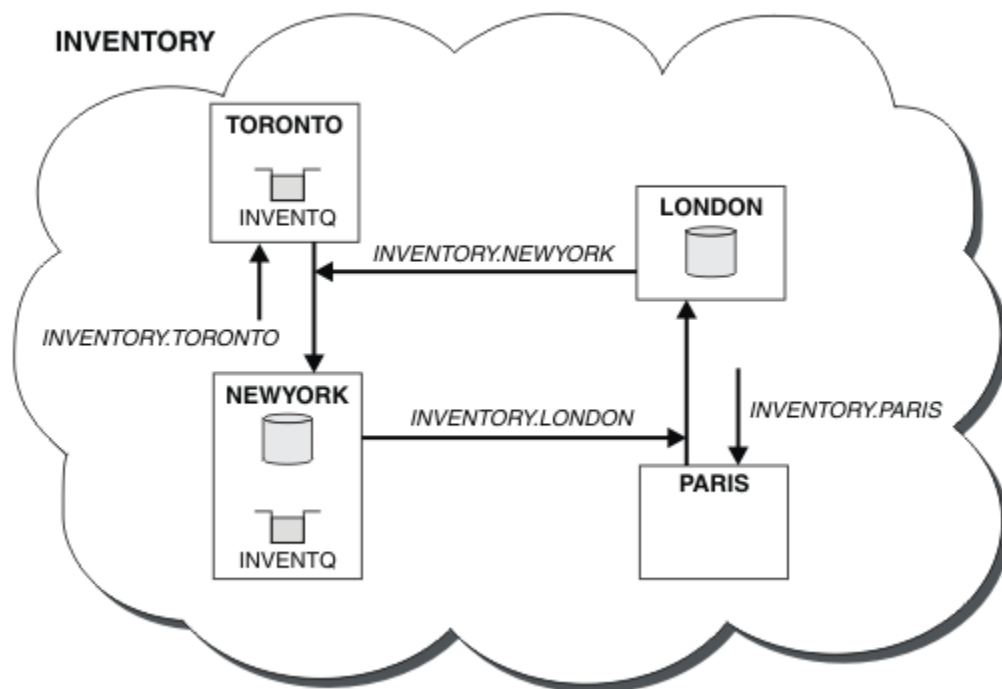 INVENTORY
TORONTO
INVENTQ
LONDON
INVENTORY.NEWYORK
INVENTORY.TORONTO
NEWYORK
INVENTORY.LONDON
INVENTORY.PARIS
PARIS
INVENTQ